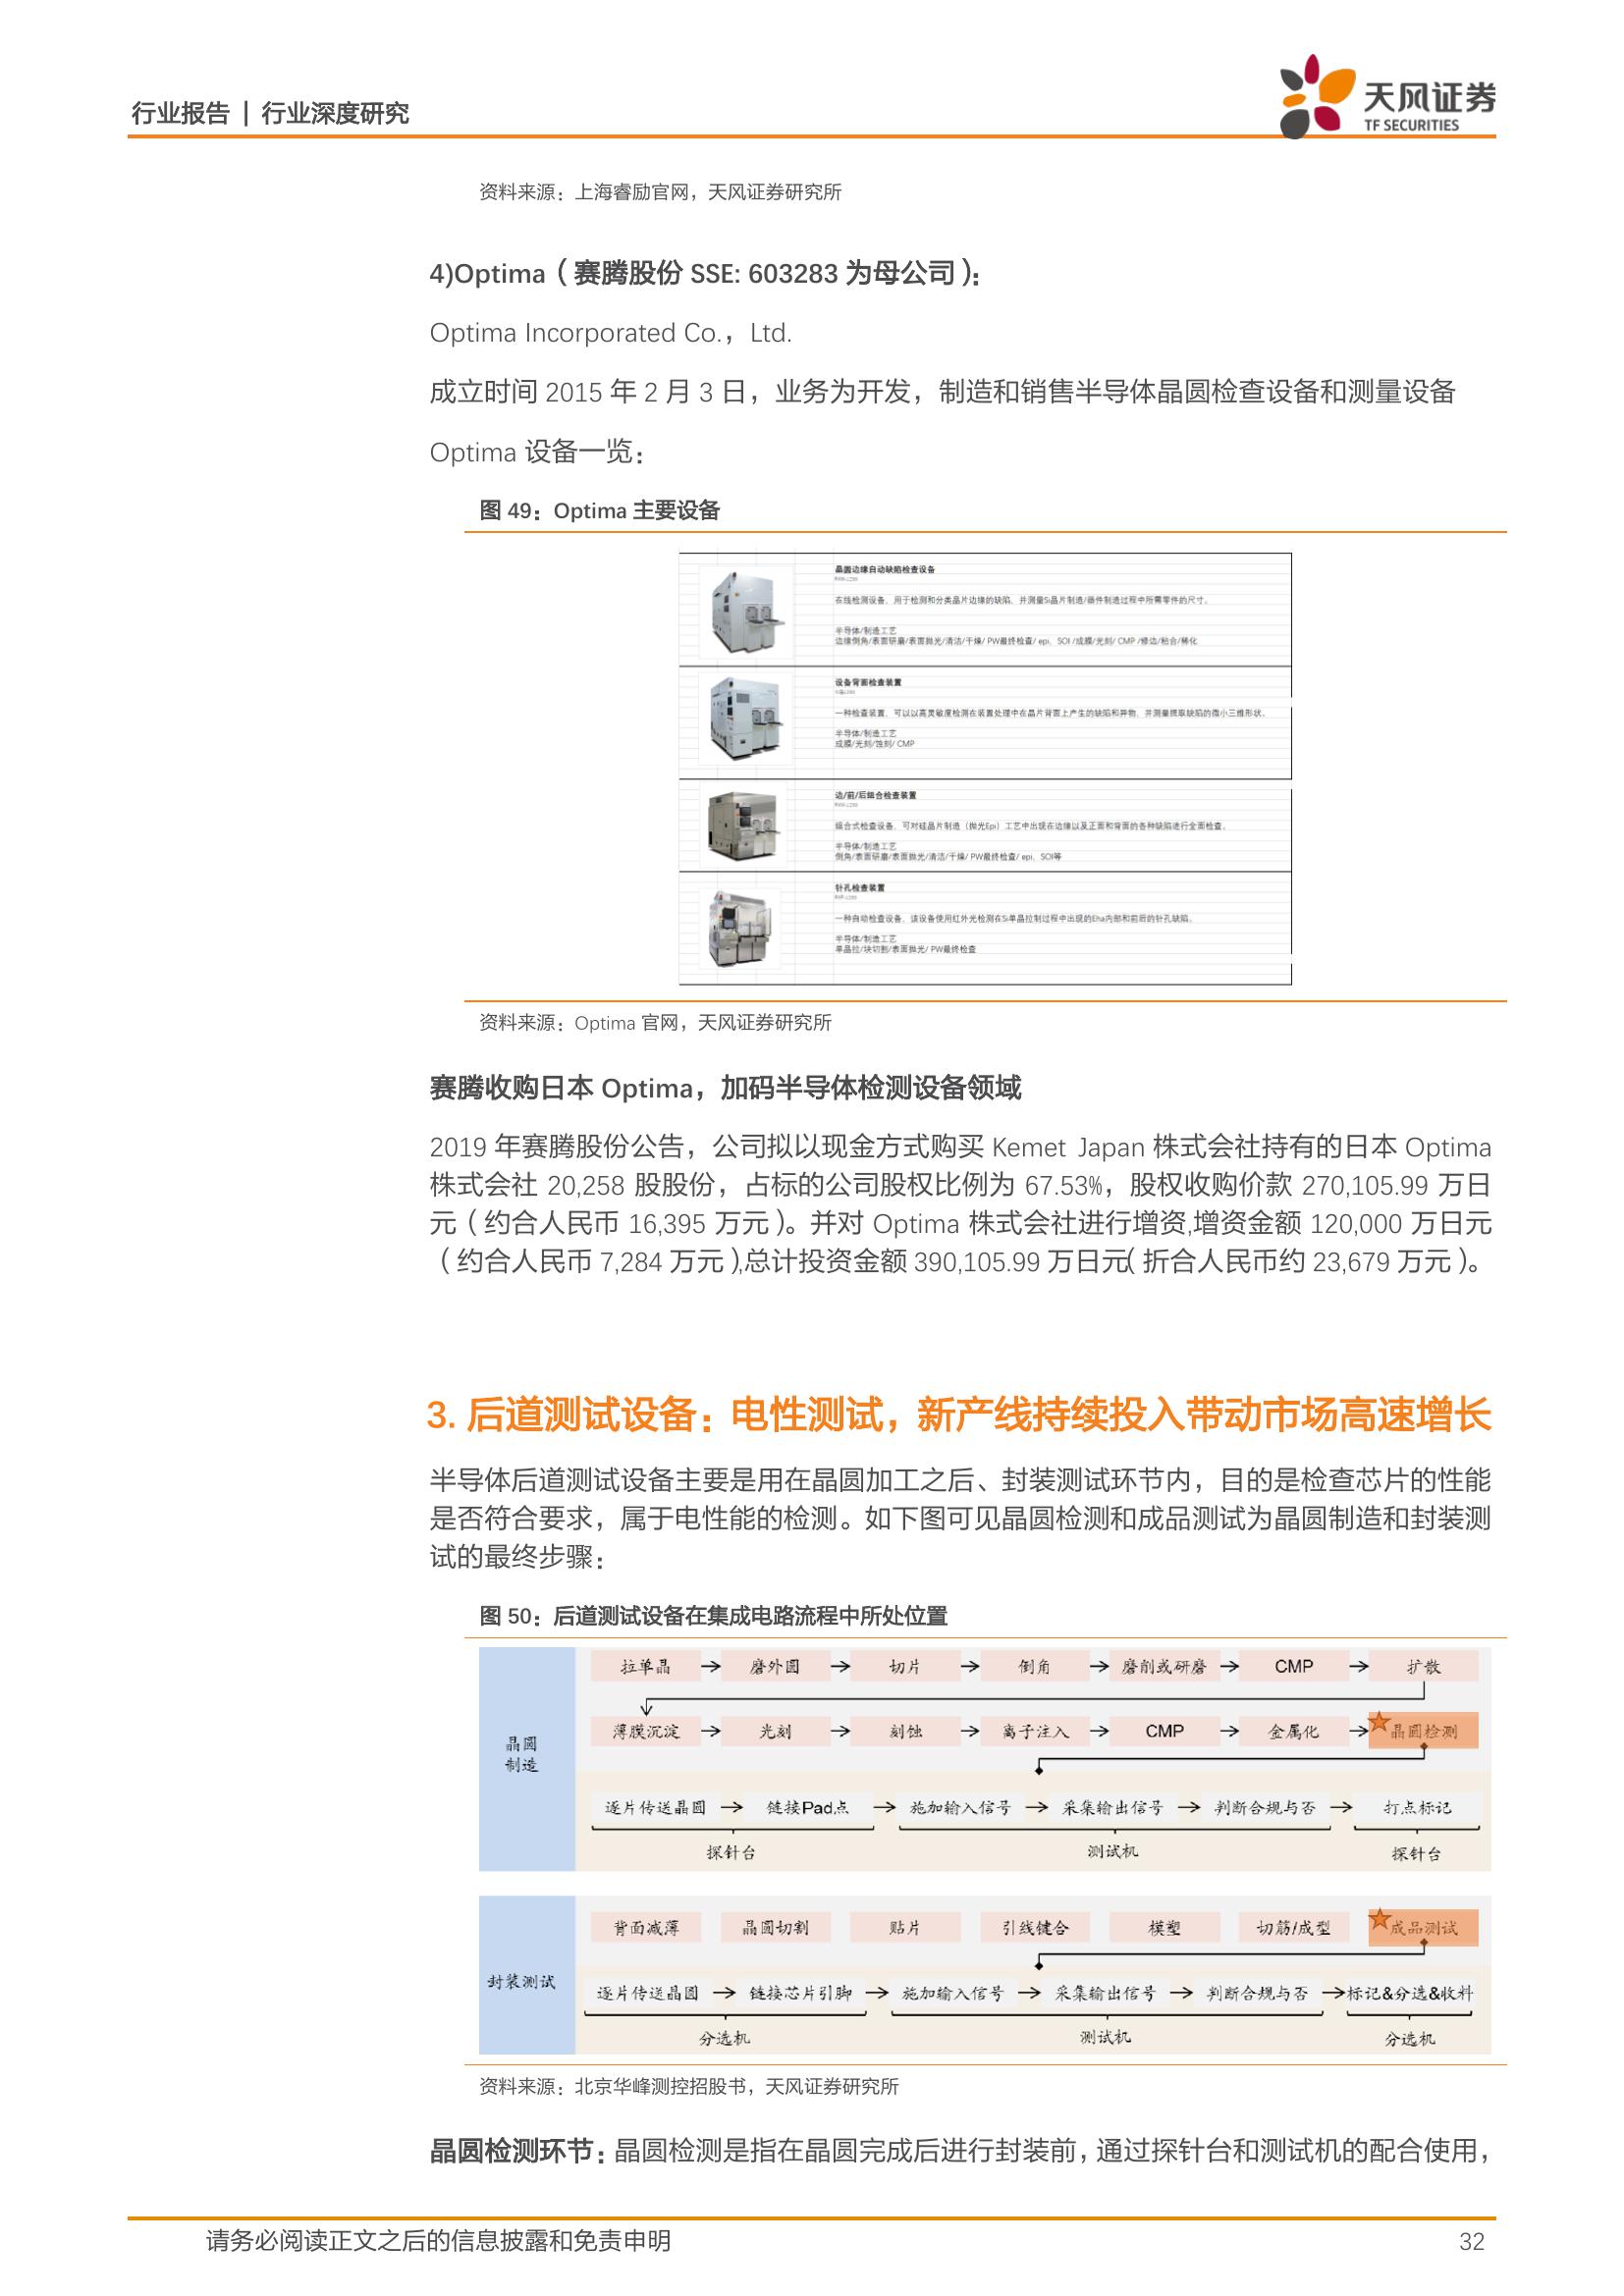 行业报告 | 行业深度研究
天风证券
TF SECURITIES
资料来源：上海睿励官网，天风证券研究所
4)Optima（赛腾股份 SSE: 603283 为母公司）：
Optima Incorporated Co.，Ltd.
成立时间 2015 年 2 月 3 日，业务为开发，制造和销售半导体晶圆检查设备和测量设备
Optima 设备一览：
图 49：Optima 主要设备
晶圆边缘自动缺陷检查设备
在线检测设备，用于检测和分类晶片边缘的缺陷，并测量Si晶片制造/器件制造过程中所需零件的尺寸。
半导体/制造工艺
边缘倒角/表面研磨/表面抛光/清洁/干燥/ PW最终检查/ epi，SOI /成膜/光刻/ CMP /修边/粘合/稀化
设备背面检查装置
一种检查装置，可以以高灵敏度检测在装置处理中在晶片背面上产生的缺陷和异物，并测量提取缺陷的微小三维形状。
半导体/制造工艺
成膜/光刻/蚀刻/ CMP
边/前/后组合检查装置
组合式检查设备，可对硅晶片制造（抛光Epi）工艺中出现在边缘以及正面和背面的各种缺陷进行全面检查。
半导体/制造工艺
倒角/表面研磨/表面抛光/清洁/干燥/ PW最终检查/ epi，SOI等
针孔检查装置
一种自动检查设备，该设备使用红外光检测在Si单晶拉制过程中出现的Eha内部和前后的针孔缺陷。
半导体/制造工艺
单晶拉/块切割/表面抛光/ PW最终检查
资料来源：Optima 官网，天风证券研究所
赛腾收购日本 Optima，加码半导体检测设备领域
2019 年赛腾股份公告，公司拟以现金方式购买 Kemet Japan 株式会社持有的日本 Optima
株式会社 20,258 股股份，占标的公司股权比例为 67.53%，股权收购价款 270,105.99 万日
元（约合人民币 16,395 万元）。并对 Optima 株式会社进行增资,增资金额 120,000 万日元
（约合人民币 7,284 万元）,总计投资金额 390,105.99 万日元（折合人民币约 23,679 万元）。
3. 后道测试设备：电性测试，新产线持续投入带动市场高速增长
半导体后道测试设备主要是用在晶圆加工之后、封装测试环节内，目的是检查芯片的性能
是否符合要求，属于电性能的检测。如下图可见晶圆检测和成品测试为晶圆制造和封装测
试的最终步骤：
图 50：后道测试设备在集成电路流程中所处位置
晶圆
制造
拉单晶 磨外圆 切片 倒角 磨削或研磨 CMP 扩散
薄膜沉淀 光刻 刻蚀 离子注入 CMP 金属化 晶圆检测
逐片传送晶圆 链接Pad点 施加输入信号 采集输出信号 判断合规与否 打点标记
探针台 测试机 探针台
封装测试
背面减薄 晶圆切割 贴片 引线键合 模塑 切筋/成型 成品测试
逐片传送晶圆 链接芯片引脚 施加输入信号 采集输出信号 判断合规与否 标记&分选&收料
分选机 测试机 分选机
资料来源：北京华峰测控招股书，天风证券研究所
晶圆检测环节：晶圆检测是指在晶圆完成后进行封装前，通过探针台和测试机的配合使用，
请务必阅读正文之后的信息披露和免责申明
32